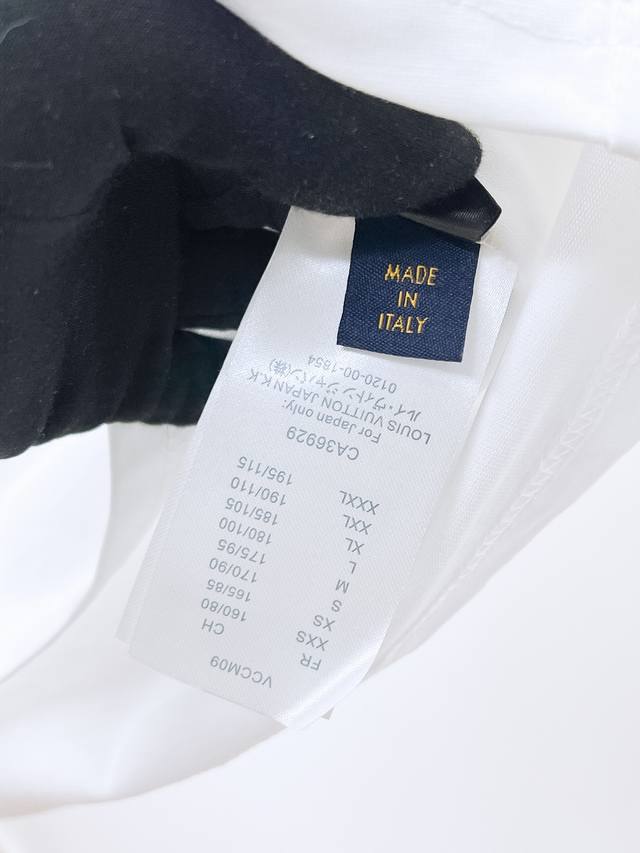 MADE
IN
ITALY
VCCM09
FR CH
XXS 160/80
XS 165/85
S 170/90
M 175/95
L 180/100
XL 185/105
XXL 190/110
XXXL 195/115
CA36929
For Japan only:
LOUIS VUITTON JAPAN K.K
ルイ・ヴィトンジャパン(株)
0120-00-1854